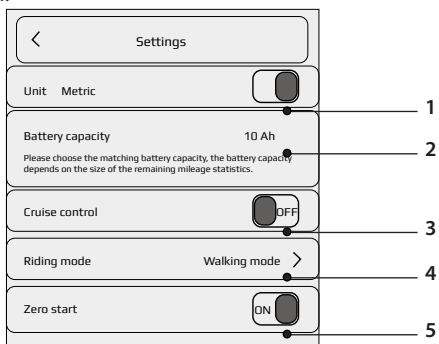 Settings
Unit Metric
1
Battery capacity 10 Ah
2
Please choose the matching battery capacity, the battery capacity
depends on the size of the remaining mileage statistics.
Cruise control OFF
3
Riding mode Walking mode
4
Zero start ON
5